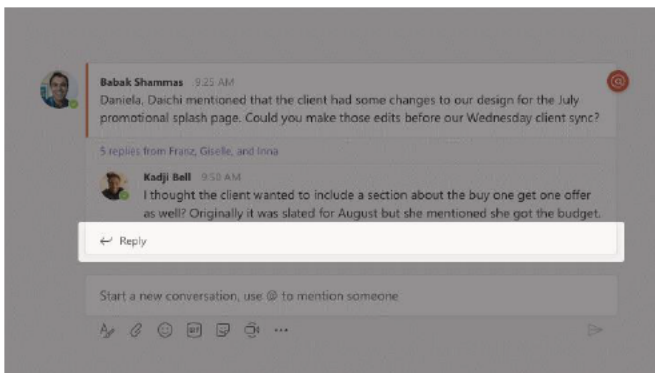 Babak Shammas 9:25 AM
Daniela, Daichi mentioned that the client had some changes to our design for the July
promotional splash page. Could you make those edits before our Wednesday client sync?
5 replies from Franz, Giselle, and Inna
Kadji Bell 9:50 AM
I thought the client wanted to include a section about the buy one get one offer
as well? Originally it was slated for August but she mentioned she got the budget.
Reply
Start a new conversation, use @ to mention someone
GIF